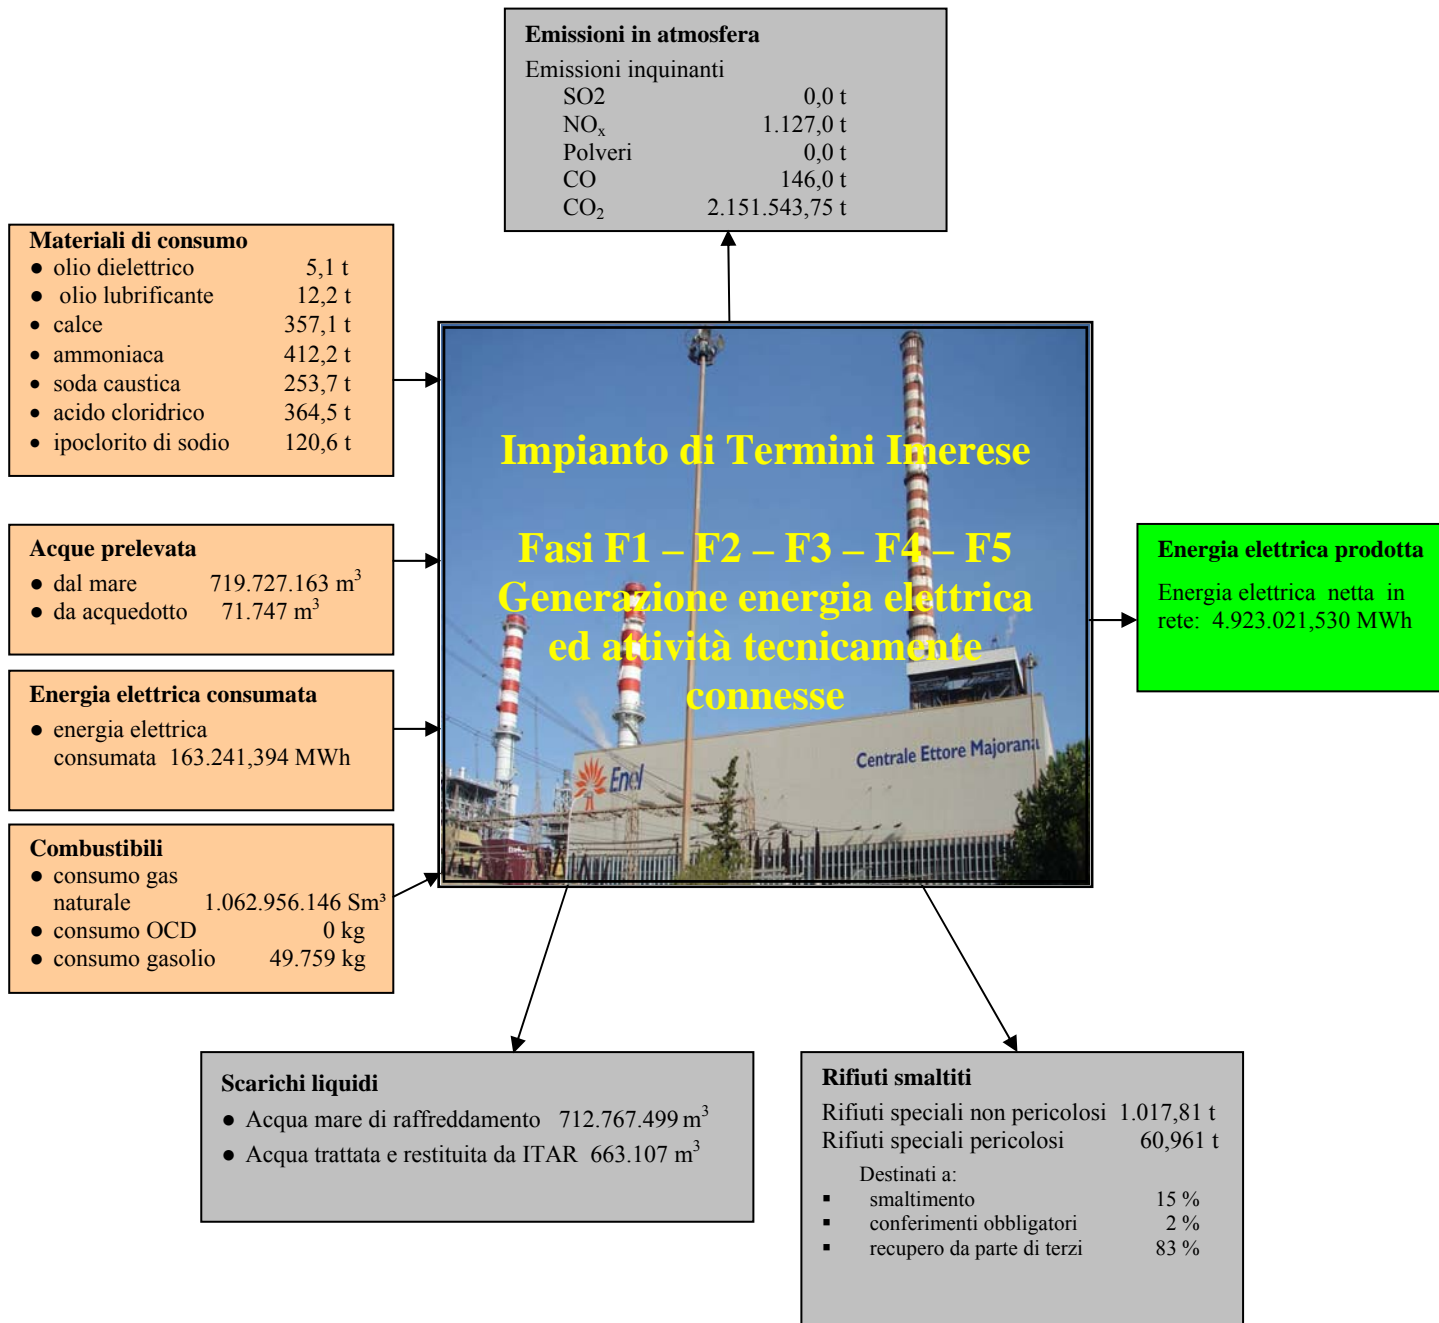 Emissioni in atmosfera
Emissioni inquinanti
SO2 0,0 t
NOx 1.127,0 t
Polveri 0,0 t
CO 146,0 t
CO2 2.151.543,75 t
Materiali di consumo
● olio dielettrico 5,1 t
● olio lubrificante 12,2 t
• calce 357,1 t
• ammoniaca 412,2 t
• soda caustica 253,7 t
• acido cloridrico 364,5 t
• ipoclorito di sodio 120,6 t
Acque prelevata
● dal mare 719.727.163 m³
● da acquedotto 71.747 m³
Energia elettrica consumata
● energia elettrica
consumata 163.241,394 MWh
Combustibili
● consumo gas
naturale 1.062.956.146 Sm³
● consumo OCD 0 kg
● consumo gasolio 49.759 kg
Impianto di Termini Imerese
Fasi F1 – F2 – F3 – F4 – F5
Generazione energia elettrica
ed attività tecnicamente
connesse
Enel
Centrale Ettore Majorana
Energia elettrica prodotta
Energia elettrica netta in
rete: 4.923.021,530 MWh
Scarichi liquidi
● Acqua mare di raffreddamento 712.767.499 m³
● Acqua trattata e restituita da ITAR 663.107 m³
Rifiuti smaltiti
Rifiuti speciali non pericolosi 1.017,81 t
Rifiuti speciali pericolosi 60,961 t
Destinati a:
▪ smaltimento 15 %
▪ conferimenti obbligatori 2 %
▪ recupero da parte di terzi 83 %